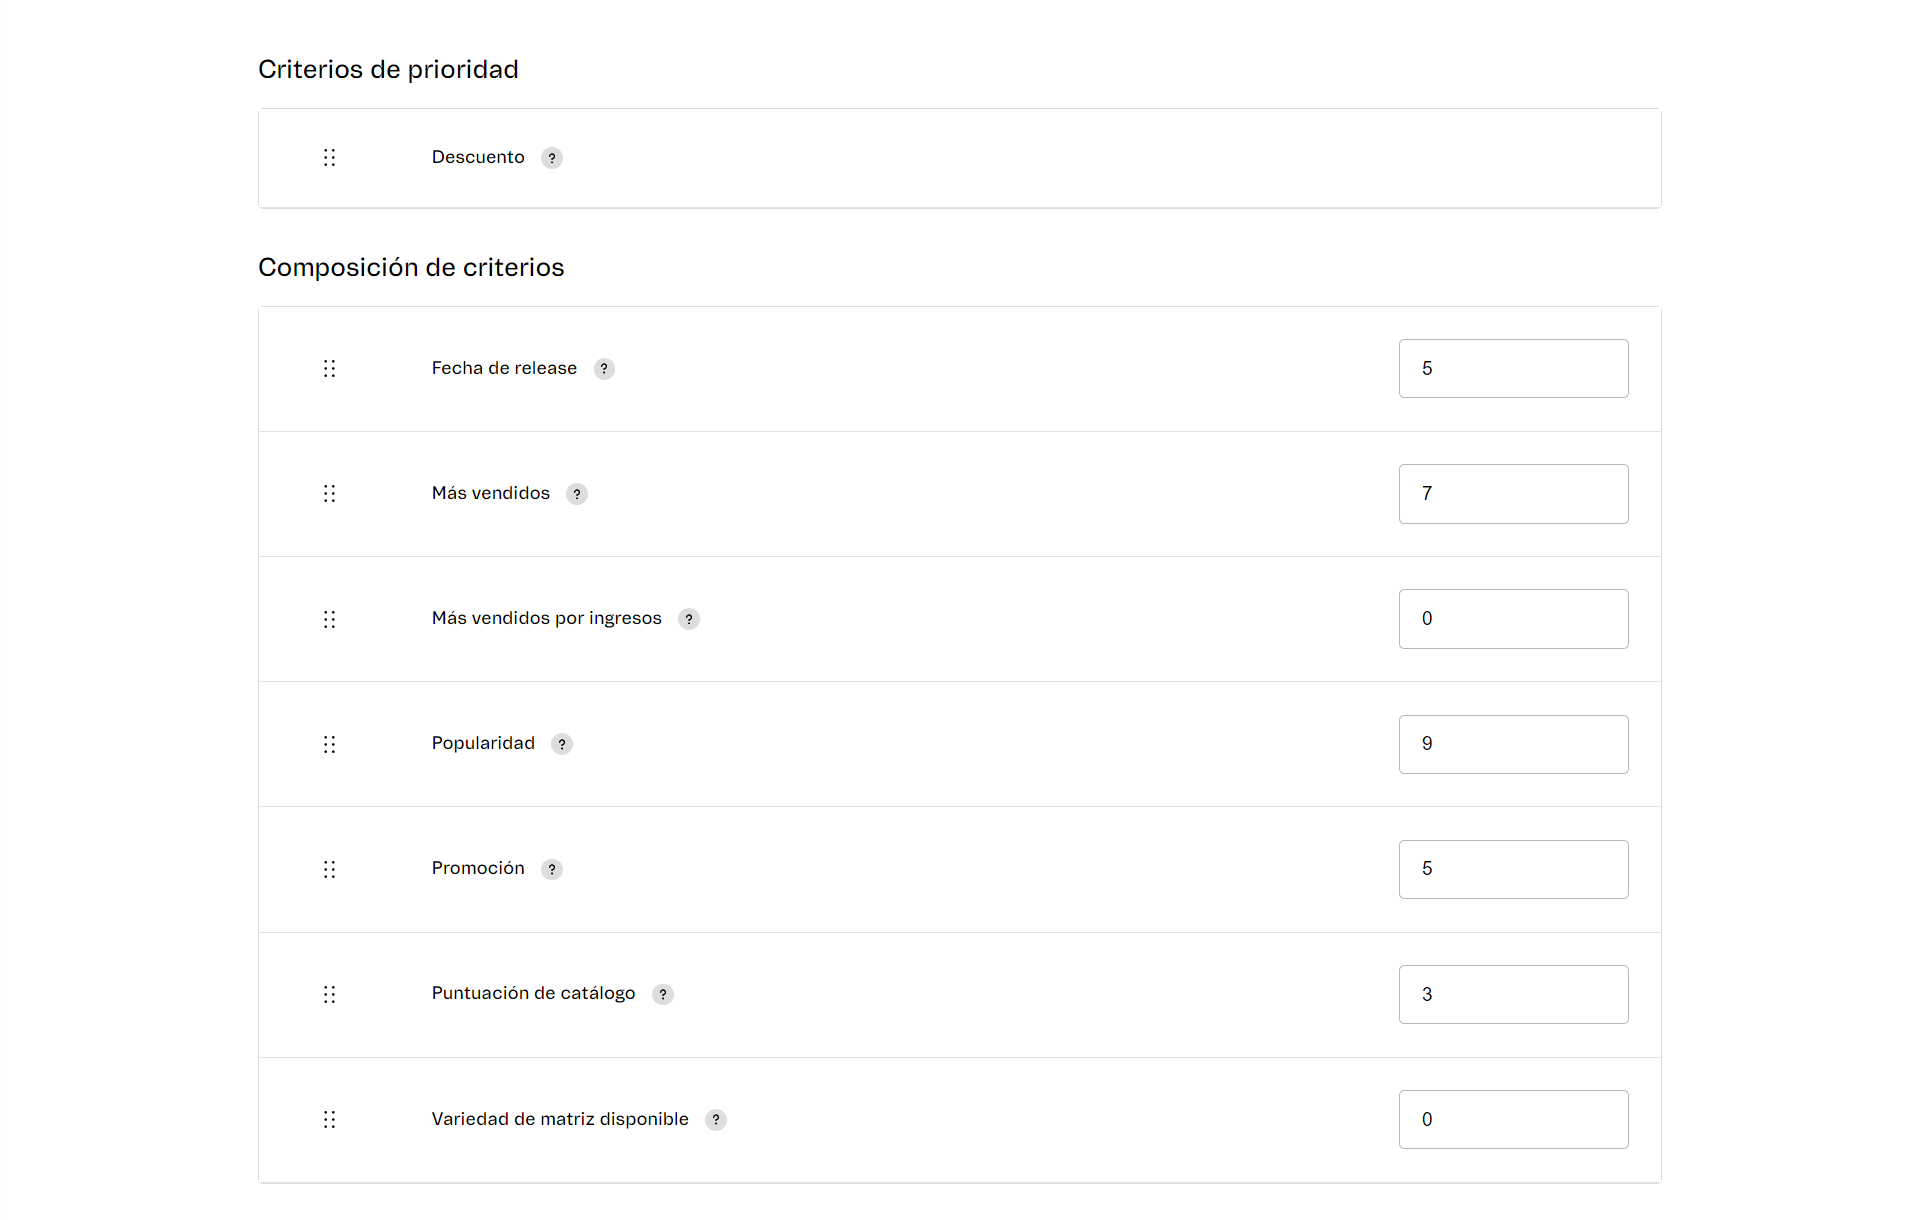 Criterios de prioridad
Descuento ?
Composición de criterios
Fecha de release ? 5
Más vendidos ? 7
Más vendidos por ingresos ? 0
Popularidad ? 9
Promoción ? 5
Puntuación de catálogo ? 3
Variedad de matriz disponible ? 0